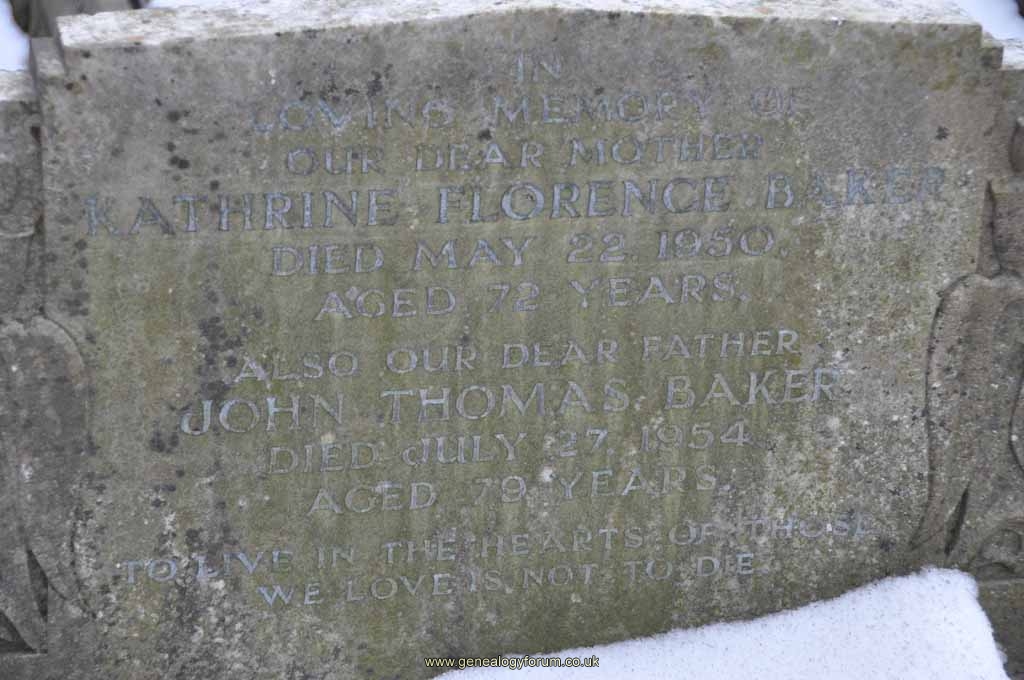 IN
LOVING MEMORY OF
OUR DEAR MOTHER
KATHRINE FLORENCE BAKER
DIED MAY 22. 1950.
AGED 72 YEARS.
ALSO OUR DEAR FATHER
JOHN THOMAS BAKER
DIED JULY 27. 1954.
AGED 79 YEARS.
TO LIVE IN THE HEARTS OF THOSE
WE LOVE IS NOT TO DIE.
www.genealogyforum.co.uk